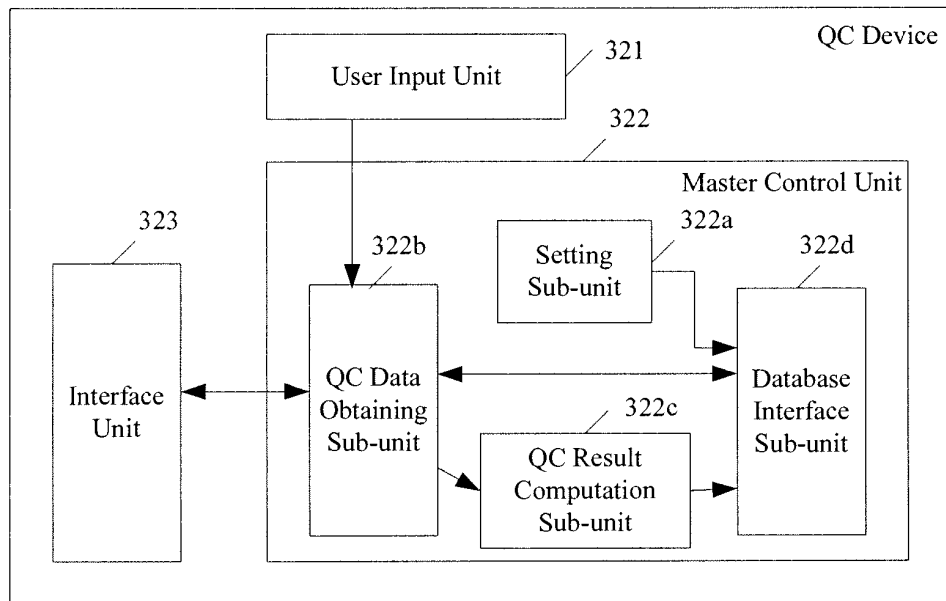 QC Device
321
User Input Unit
322
Master Control Unit
323
322b
322a
322d
Setting
Sub-unit
Interface
Unit
QC Data
Obtaining
Sub-unit
Database
Interface
Sub-unit
322c
QC Result
Computation
Sub-unit